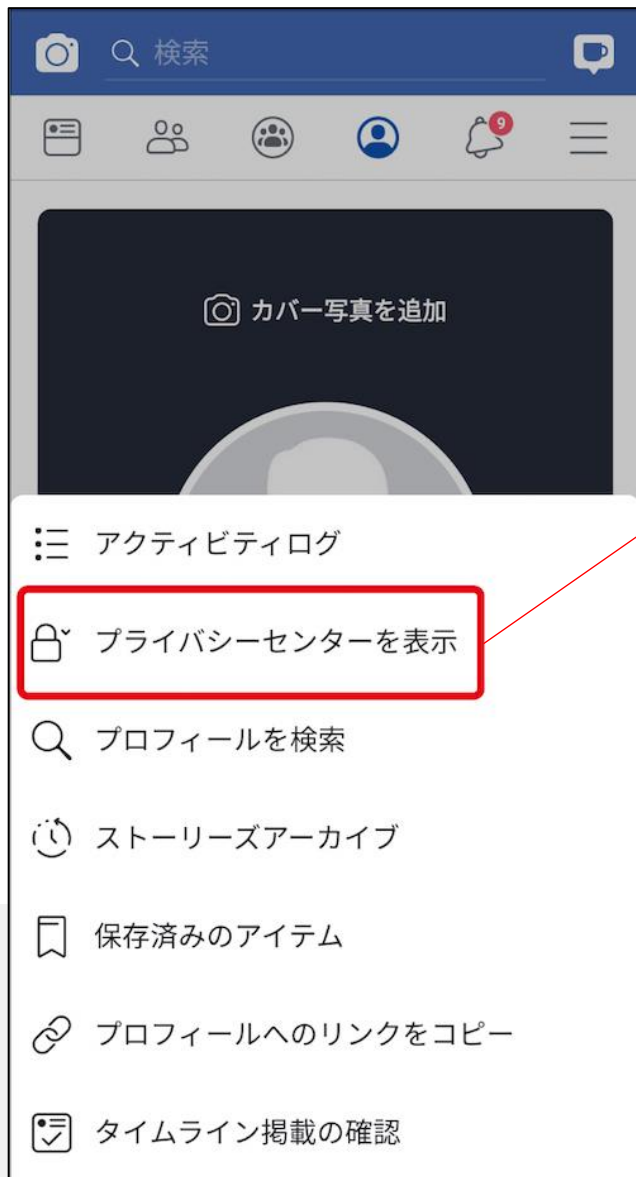 検索
9
カバー写真を追加
アクティビティログ
プライバシーセンターを表示
プロフィールを検索
ストーリーズアーカイブ
保存済みのアイテム
プロフィールへのリンクをコピー
タイムライン掲載の確認